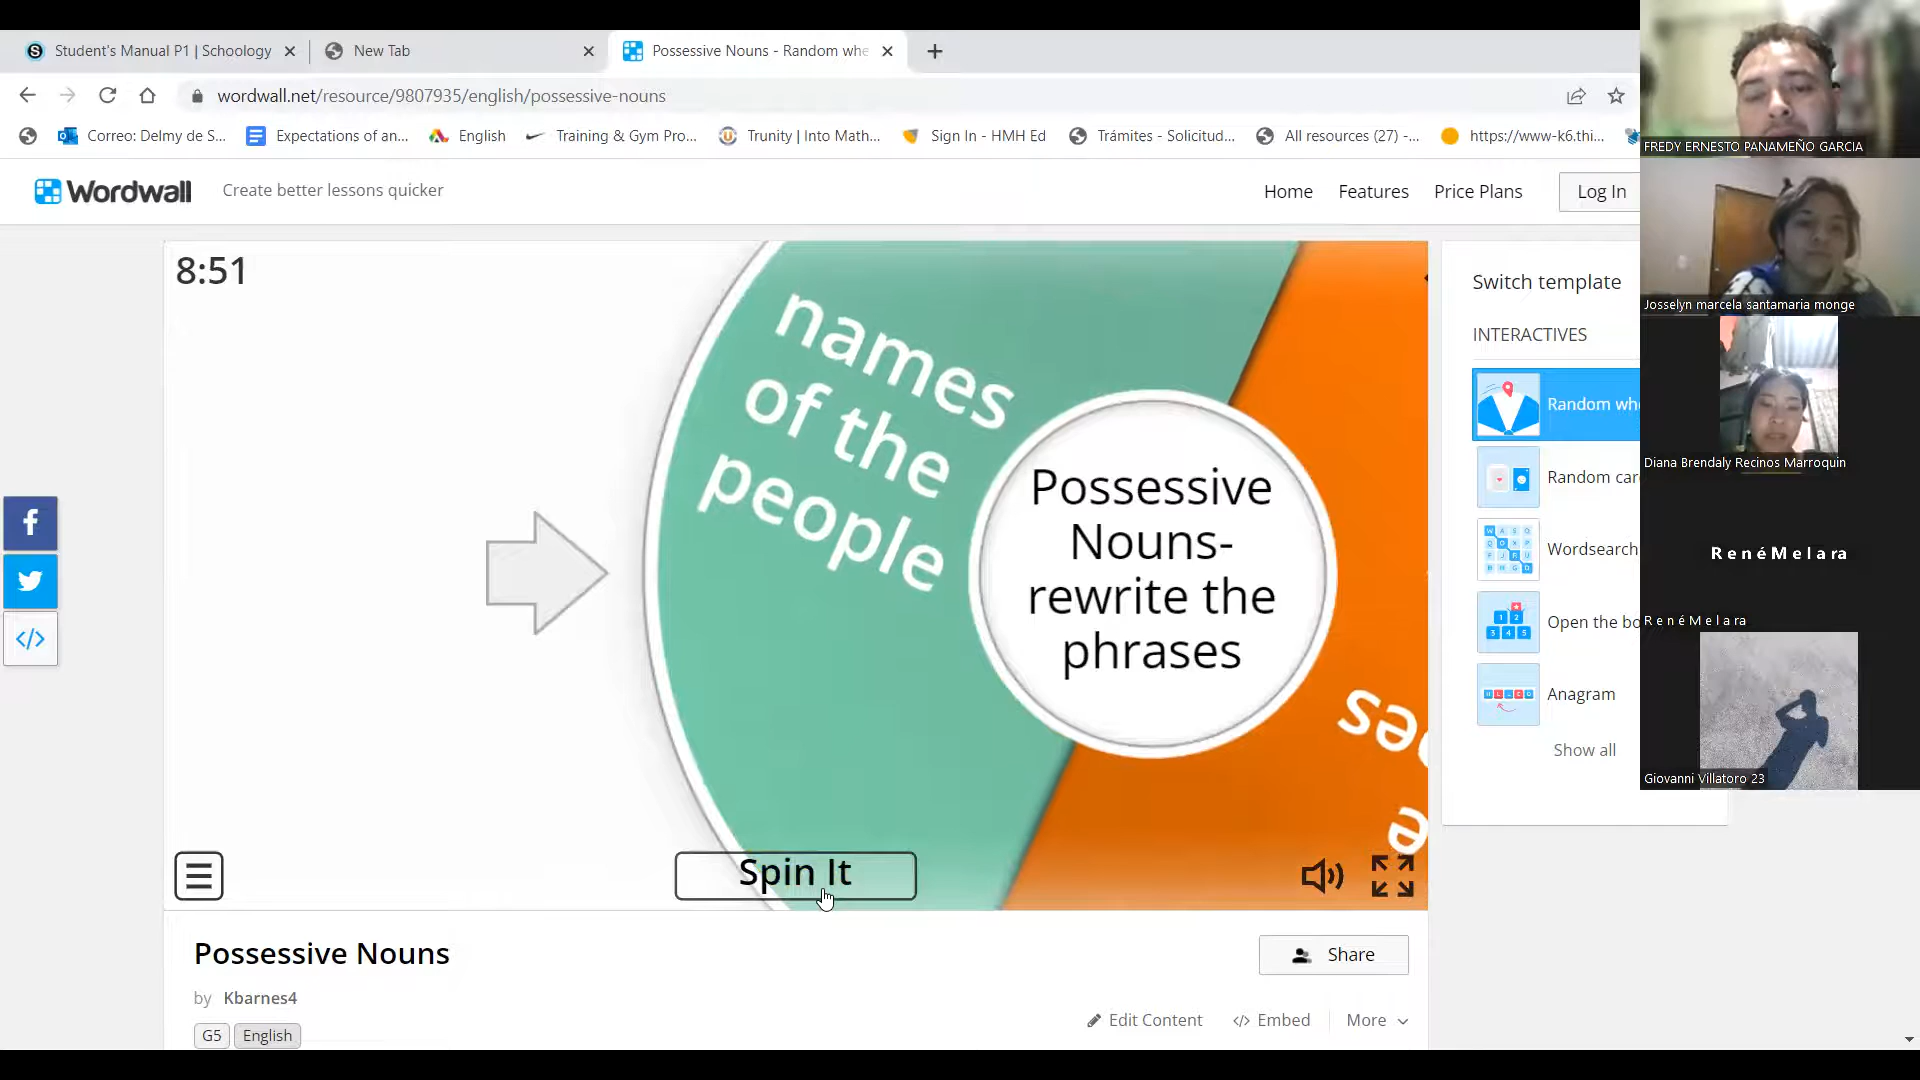 Student's Manual P1 | Schoology
New Tab
Possessive Nouns - Random whe
wordwall.net/resource/9807935/english/possessive-nouns
Correo: Delmy de S...
Expectations of an...
English
Training & Gym Pro...
Trunity | Into Math...
Sign In - HMH Ed
Trámites - Solicitud...
All resources (27) -...
https://www-k6.thi...
Wordwall
Create better lessons quicker
Home
Features
Price Plans
Log In
8:51
names
of the
people
Possessive
Nouns-
rewrite the
phrases
Spin It
Switch template
INTERACTIVES
Random whe
Random car
Wordsearch
Open the bo
Anagram
Show all
Possessive Nouns
by Kbarnes4
G5
English
Share
Edit Content
Embed
More
FREDY ERNESTO PANAMEÑO GARCIA
Josselyn marcela santamaria monge
Diana Brendaly Recinos Marroquin
R e n é M e l a r a
R e n é M e l a r a
Giovanni Villatoro 23